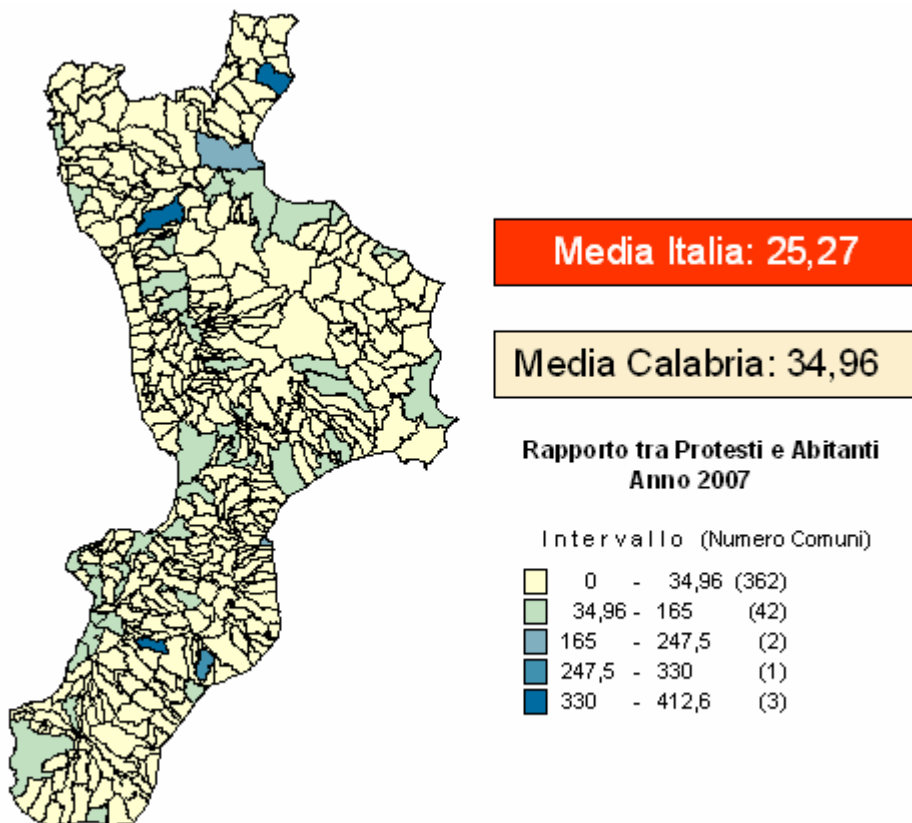 Media Italia: 25,27
Media Calabria: 34,96
Rapporto tra Protesti e Abitanti
Anno 2007
Intervallo (Numero Comuni)
0 - 34,96 (362)
34,96 - 165 (42)
165 - 247,5 (2)
247,5 - 330 (1)
330 - 412,6 (3)